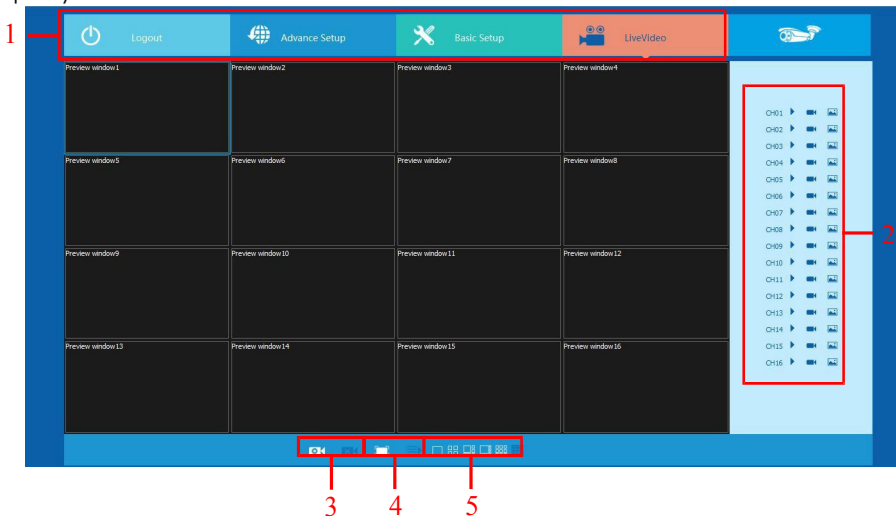 1
Logout Advance Setup Basic Setup LiveVideo
Preview window1 Preview window2 Preview window3 Preview window4
Preview window5 Preview window6 Preview window7 Preview window8
Preview window9 Preview window10 Preview window11 Preview window12
Preview window13 Preview window14 Preview window15 Preview window16
CH01
CH02
CH03
CH04
CH05
CH06
CH07
CH08
CH09
CH10
CH11
CH12
CH13
CH14
CH15
CH16
2
3 4 5